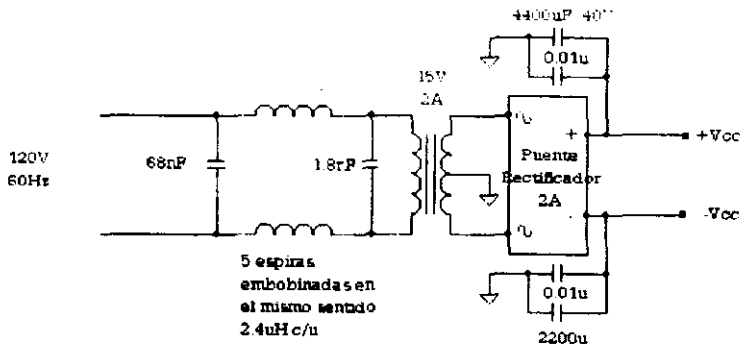 4400uF 40V
0.01u
15V
2A
120V
60Hz
68nF
1.8nF
+
Puente
Rectificador
2A
+Vcc
-Vcc
5 espiras
embobinadas en
el mismo sentido
2.4uH c/u
0.01u
2200u